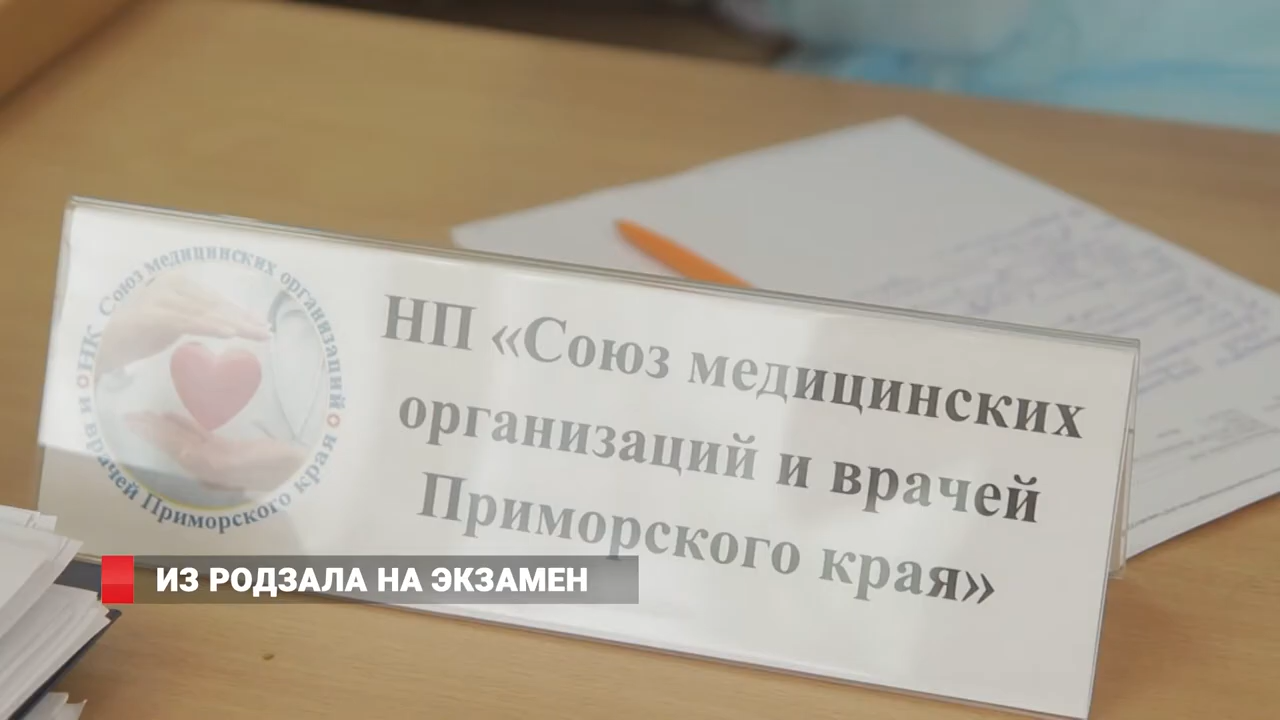 НП «Союз медицинских
организаций и врачей
Приморского края»
НК Союз медицинских организаций
и врачей Приморского края
ИЗ РОДЗАЛА НА ЭКЗАМЕН